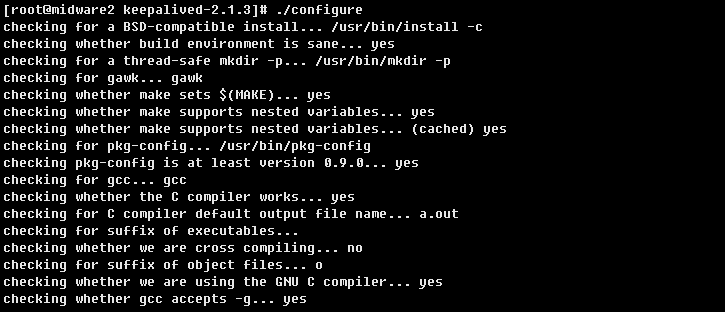 [root@midware2 keepalived-2.1.3]# ./configure
checking for a BSD-compatible install... /usr/bin/install -c
checking whether build environment is sane... yes
checking for a thread-safe mkdir -p... /usr/bin/mkdir -p
checking for gawk... gawk
checking whether make sets $(MAKE)... yes
checking whether make supports nested variables... yes
checking whether make supports nested variables... (cached) yes
checking for pkg-config... /usr/bin/pkg-config
checking pkg-config is at least version 0.9.0... yes
checking for gcc... gcc
checking whether the C compiler works... yes
checking for C compiler default output file name... a.out
checking for suffix of executables...
checking whether we are cross compiling... no
checking for suffix of object files... o
checking whether we are using the GNU C compiler... yes
checking whether gcc accepts -g... yes